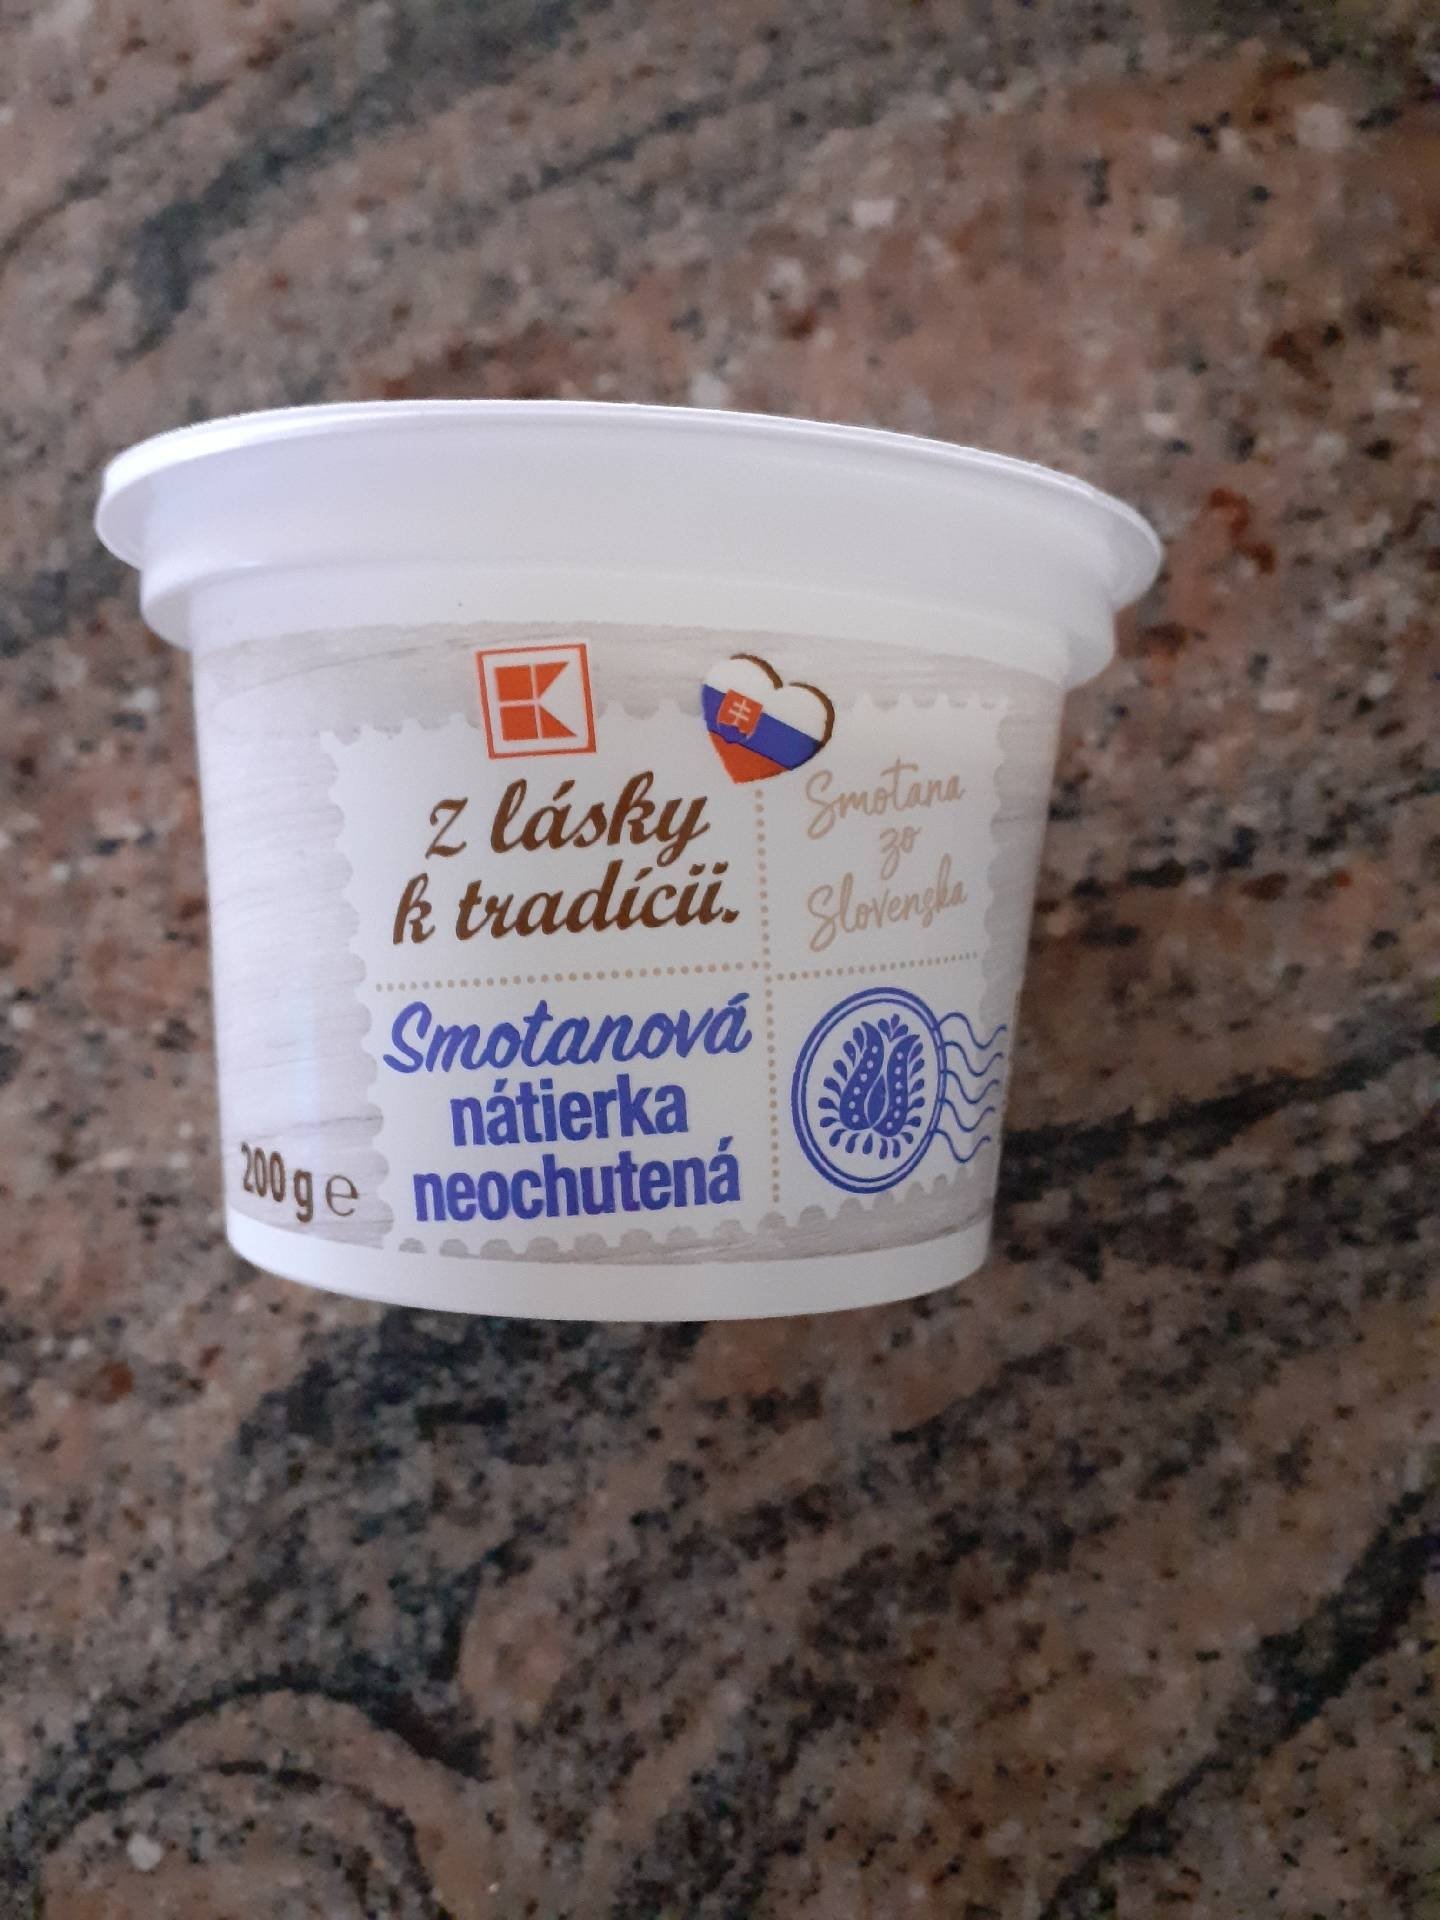 K
z lásky
k tradícii.
Smotana
zo
Slovenska
Smotanová
nátierka
neochutená
200 g e